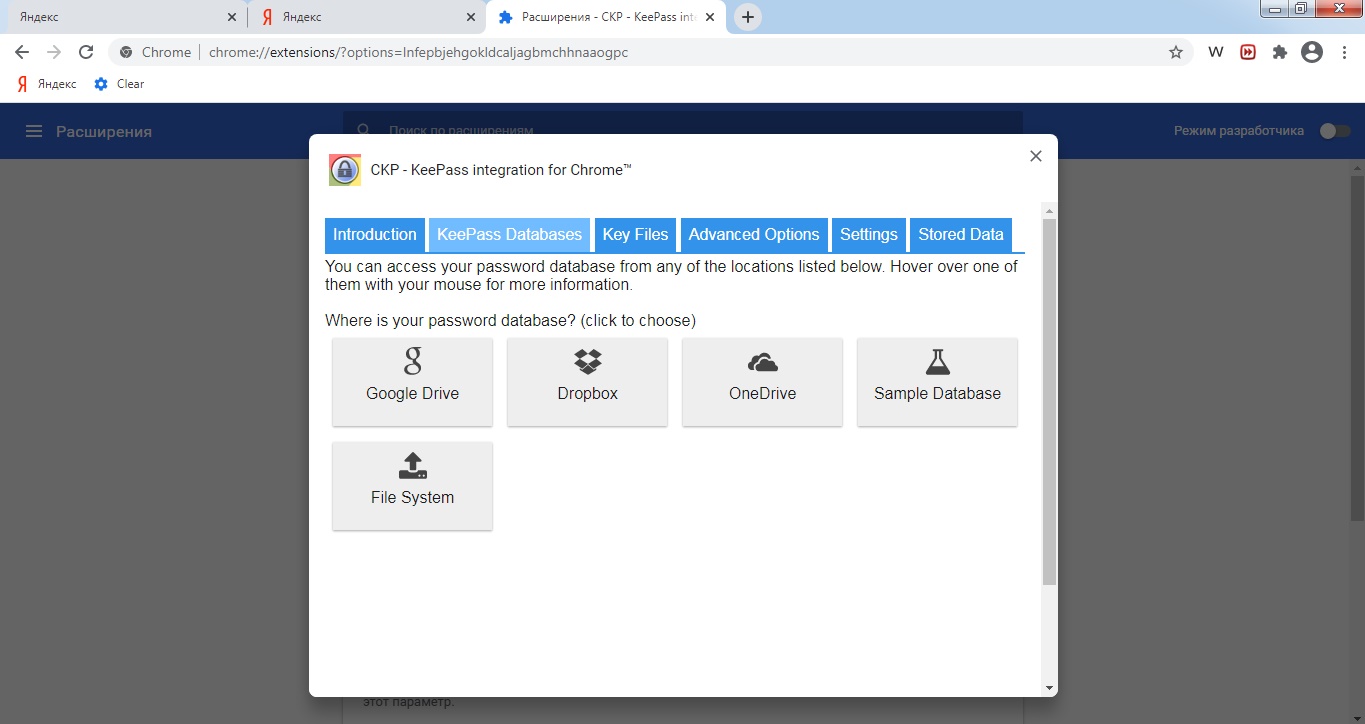 Яндекс
Яндекс
Расширения - CKP - KeePass inte
Chrome
chrome://extensions/?options=lnfepbjehgokldcaljagbmchhnaaogpc
W
Яндекс
Clear
Расширения
Поиск по расширениям
Режим разработчика
CKP - KeePass integration for Chrome™
Introduction
KeePass Databases
Key Files
Advanced Options
Settings
Stored Data
You can access your password database from any of the locations listed below. Hover over one of
them with your mouse for more information.
Where is your password database? (click to choose)
Google Drive
Dropbox
OneDrive
Sample Database
File System
этот параметр.